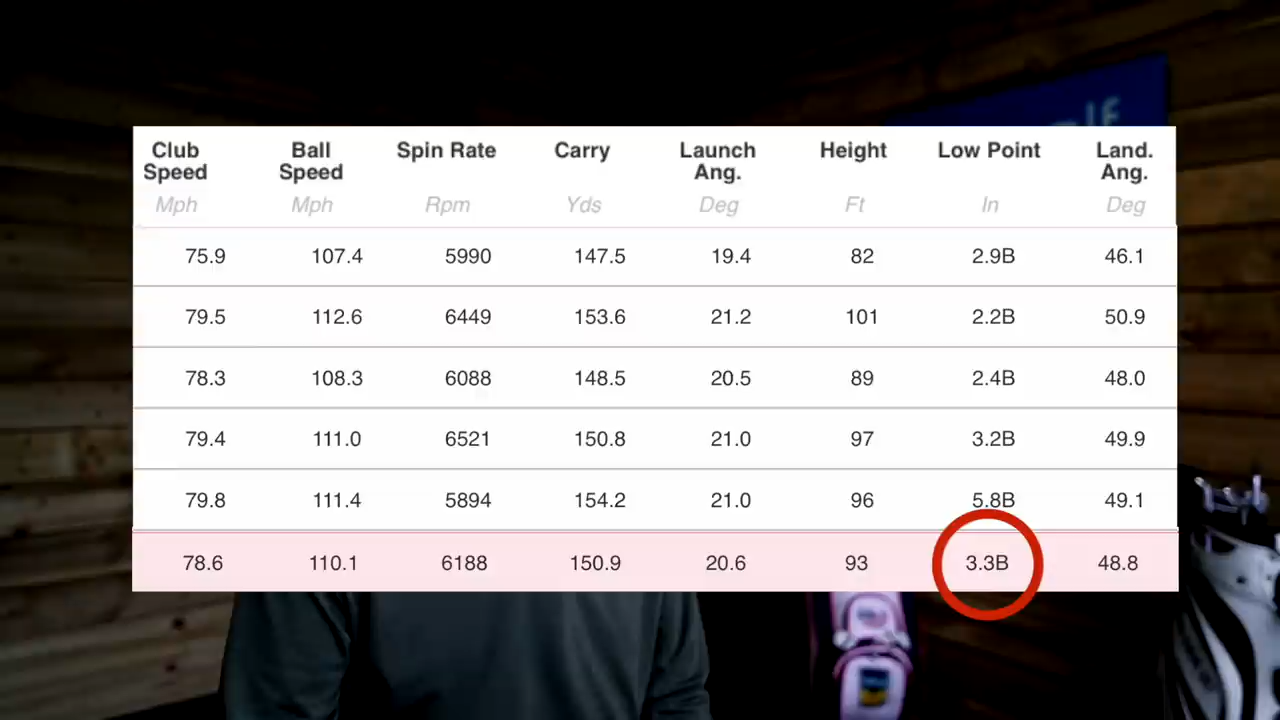 Club Speed Ball Speed Spin Rate Carry Launch Ang. Height Low Point Land. Ang.
Mph Mph Rpm Yds Deg Ft In Deg
75.9 107.4 5990 147.5 19.4 82 2.9B 46.1
79.5 112.6 6449 153.6 21.2 101 2.2B 50.9
78.3 108.3 6088 148.5 20.5 89 2.4B 48.0
79.4 111.0 6521 150.8 21.0 97 3.2B 49.9
79.8 111.4 5894 154.2 21.0 96 5.8B 49.1
78.6 110.1 6188 150.9 20.6 93 3.3B 48.8